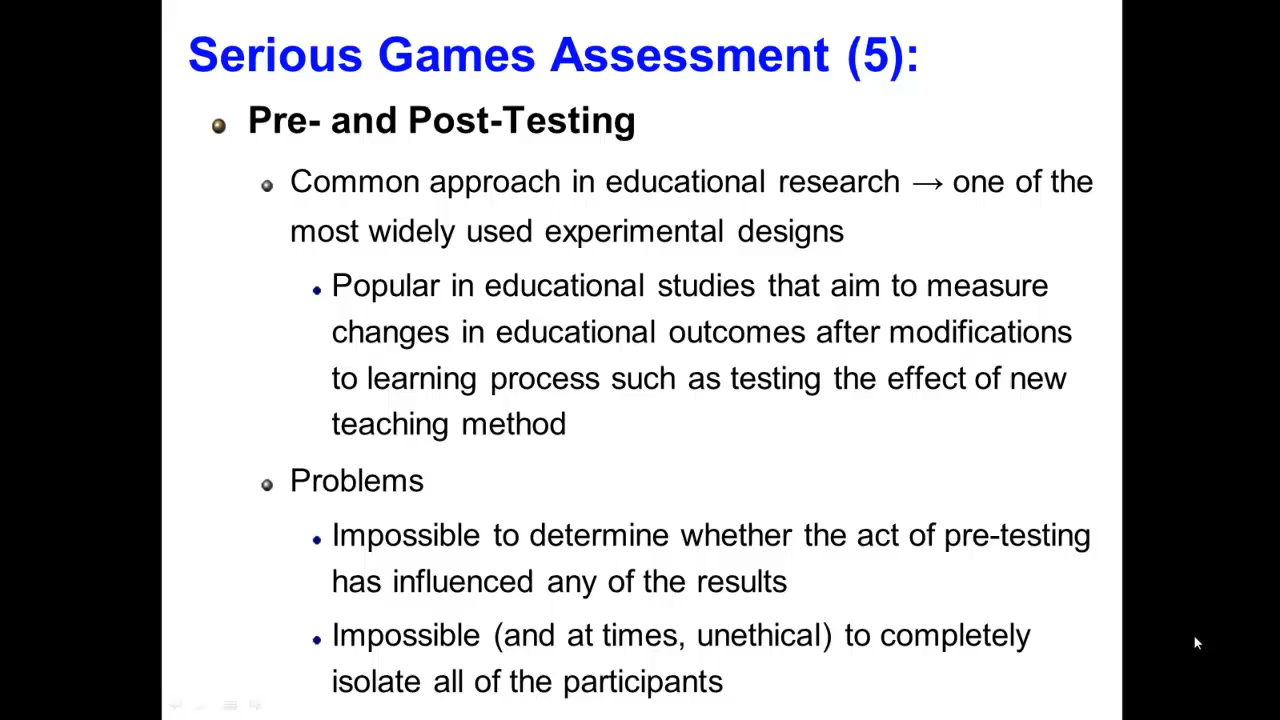 Serious Games Assessment (5):
Pre- and Post-Testing
Common approach in educational research → one of the
most widely used experimental designs
Popular in educational studies that aim to measure
changes in educational outcomes after modifications
to learning process such as testing the effect of new
teaching method
Problems
Impossible to determine whether the act of pre-testing
has influenced any of the results
Impossible (and at times, unethical) to completely
isolate all of the participants